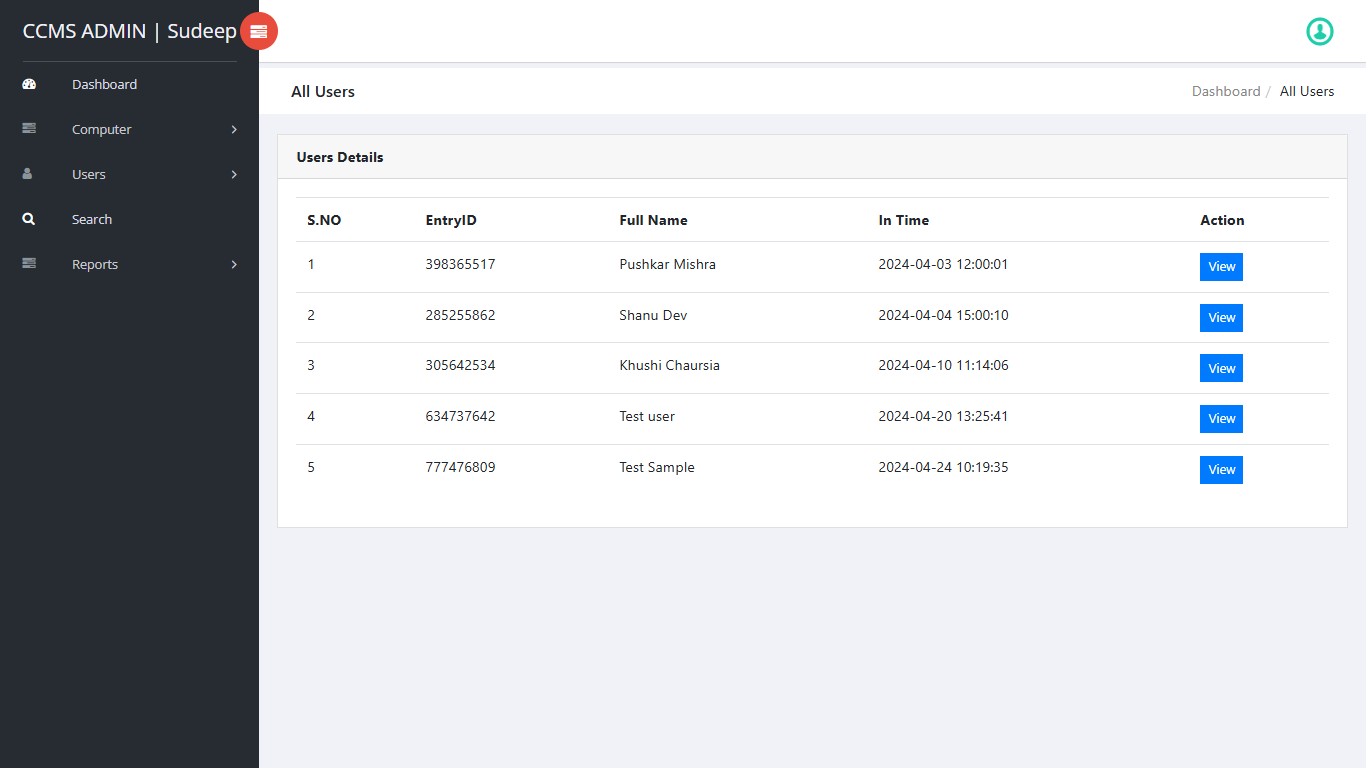 CCMS ADMIN | Sudeep
Dashboard
Computer
Users
Search
Reports
All Users
Dashboard / All Users
Users Details
S.NO EntryID Full Name In Time Action
1 398365517 Pushkar Mishra 2024-04-03 12:00:01 View
2 285255862 Shanu Dev 2024-04-04 15:00:10 View
3 305642534 Khushi Chaursia 2024-04-10 11:14:06 View
4 634737642 Test user 2024-04-20 13:25:41 View
5 777476809 Test Sample 2024-04-24 10:19:35 View